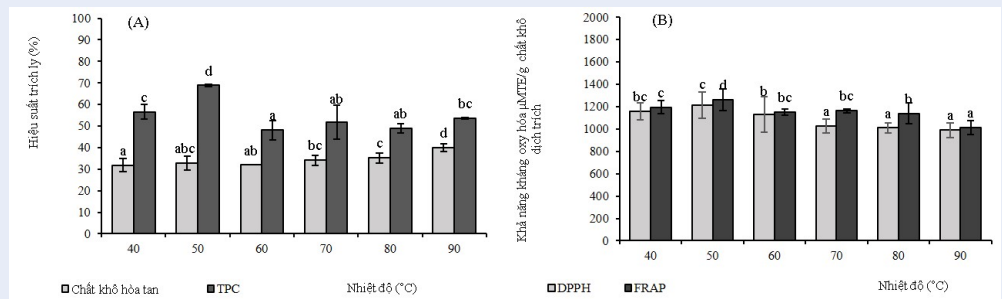 (A)
Hiệu suất trích ly (%)
100
90
80
70
60
50
40
30
20
10
0
a c
abc d
ab a
bc ab
c ab
d bc
40 50 60 70 80 90
Chất khô hòa tan TPC Nhiệt độ (°C)
(B)
Khả năng kháng oxy hóa µMTE/g chất khô
dịch trích
2000
1800
1600
1400
1200
1000
800
600
400
200
0
bc c
c d
b bc
a bc
a b
a a
40 50 60 70 80 90
DPPH FRAP Nhiệt độ (°C)